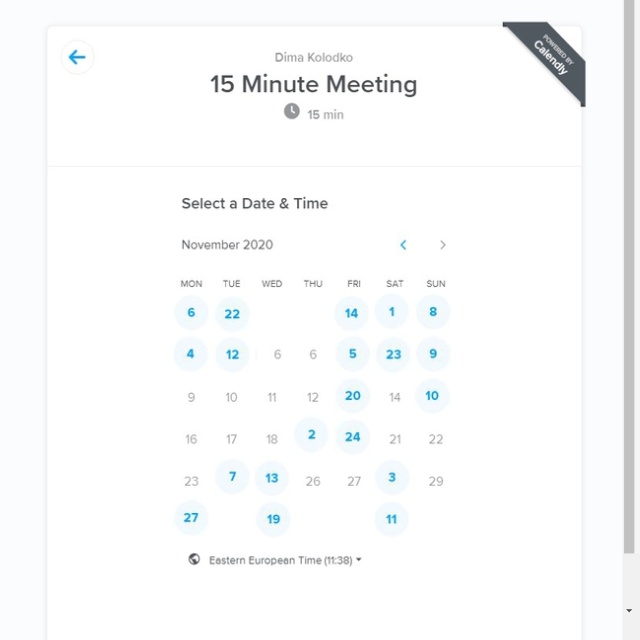 POWERED BY
Calendly
Dima Kolodko
15 Minute Meeting
15 min
Select a Date & Time
November 2020
MON TUE WED THU FRI SAT SUN
6 22 14 1 8
4 12 6 6 5 23 9
9 10 11 12 20 14 10
16 17 18 2 24 21 22
23 7 13 26 27 3 29
27 19 11
Eastern European Time (11:38)